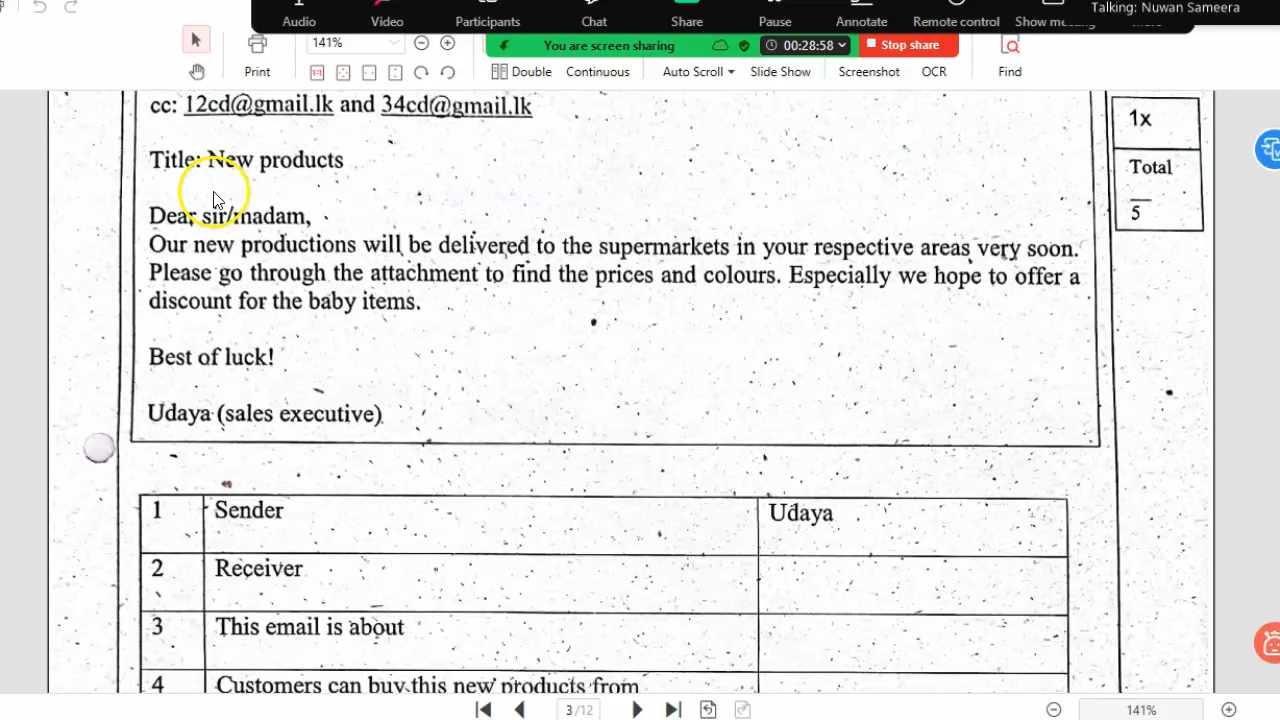 Talking: Nuwan Sameera
Audio Video Participants Chat Share Pause Annotate Remote control
141%
You are screen sharing
00:28:58
Stop share
Print
Double Continuous Auto Scroll Slide Show Screenshot OCR Find
cc: 12cd@gmail.lk and 34cd@gmail.lk
Title: New products
Dear sir/madam,
Our new productions will be delivered to the supermarkets in your respective areas very soon.
Please go through the attachment to find the prices and colours. Especially we hope to offer a
discount for the baby items.
Best of luck!
Udaya (sales executive)
1x
Total
5
1 Sender Udaya
2 Receiver
3 This email is about
4 Customers can buy this new products from
3/12
141%